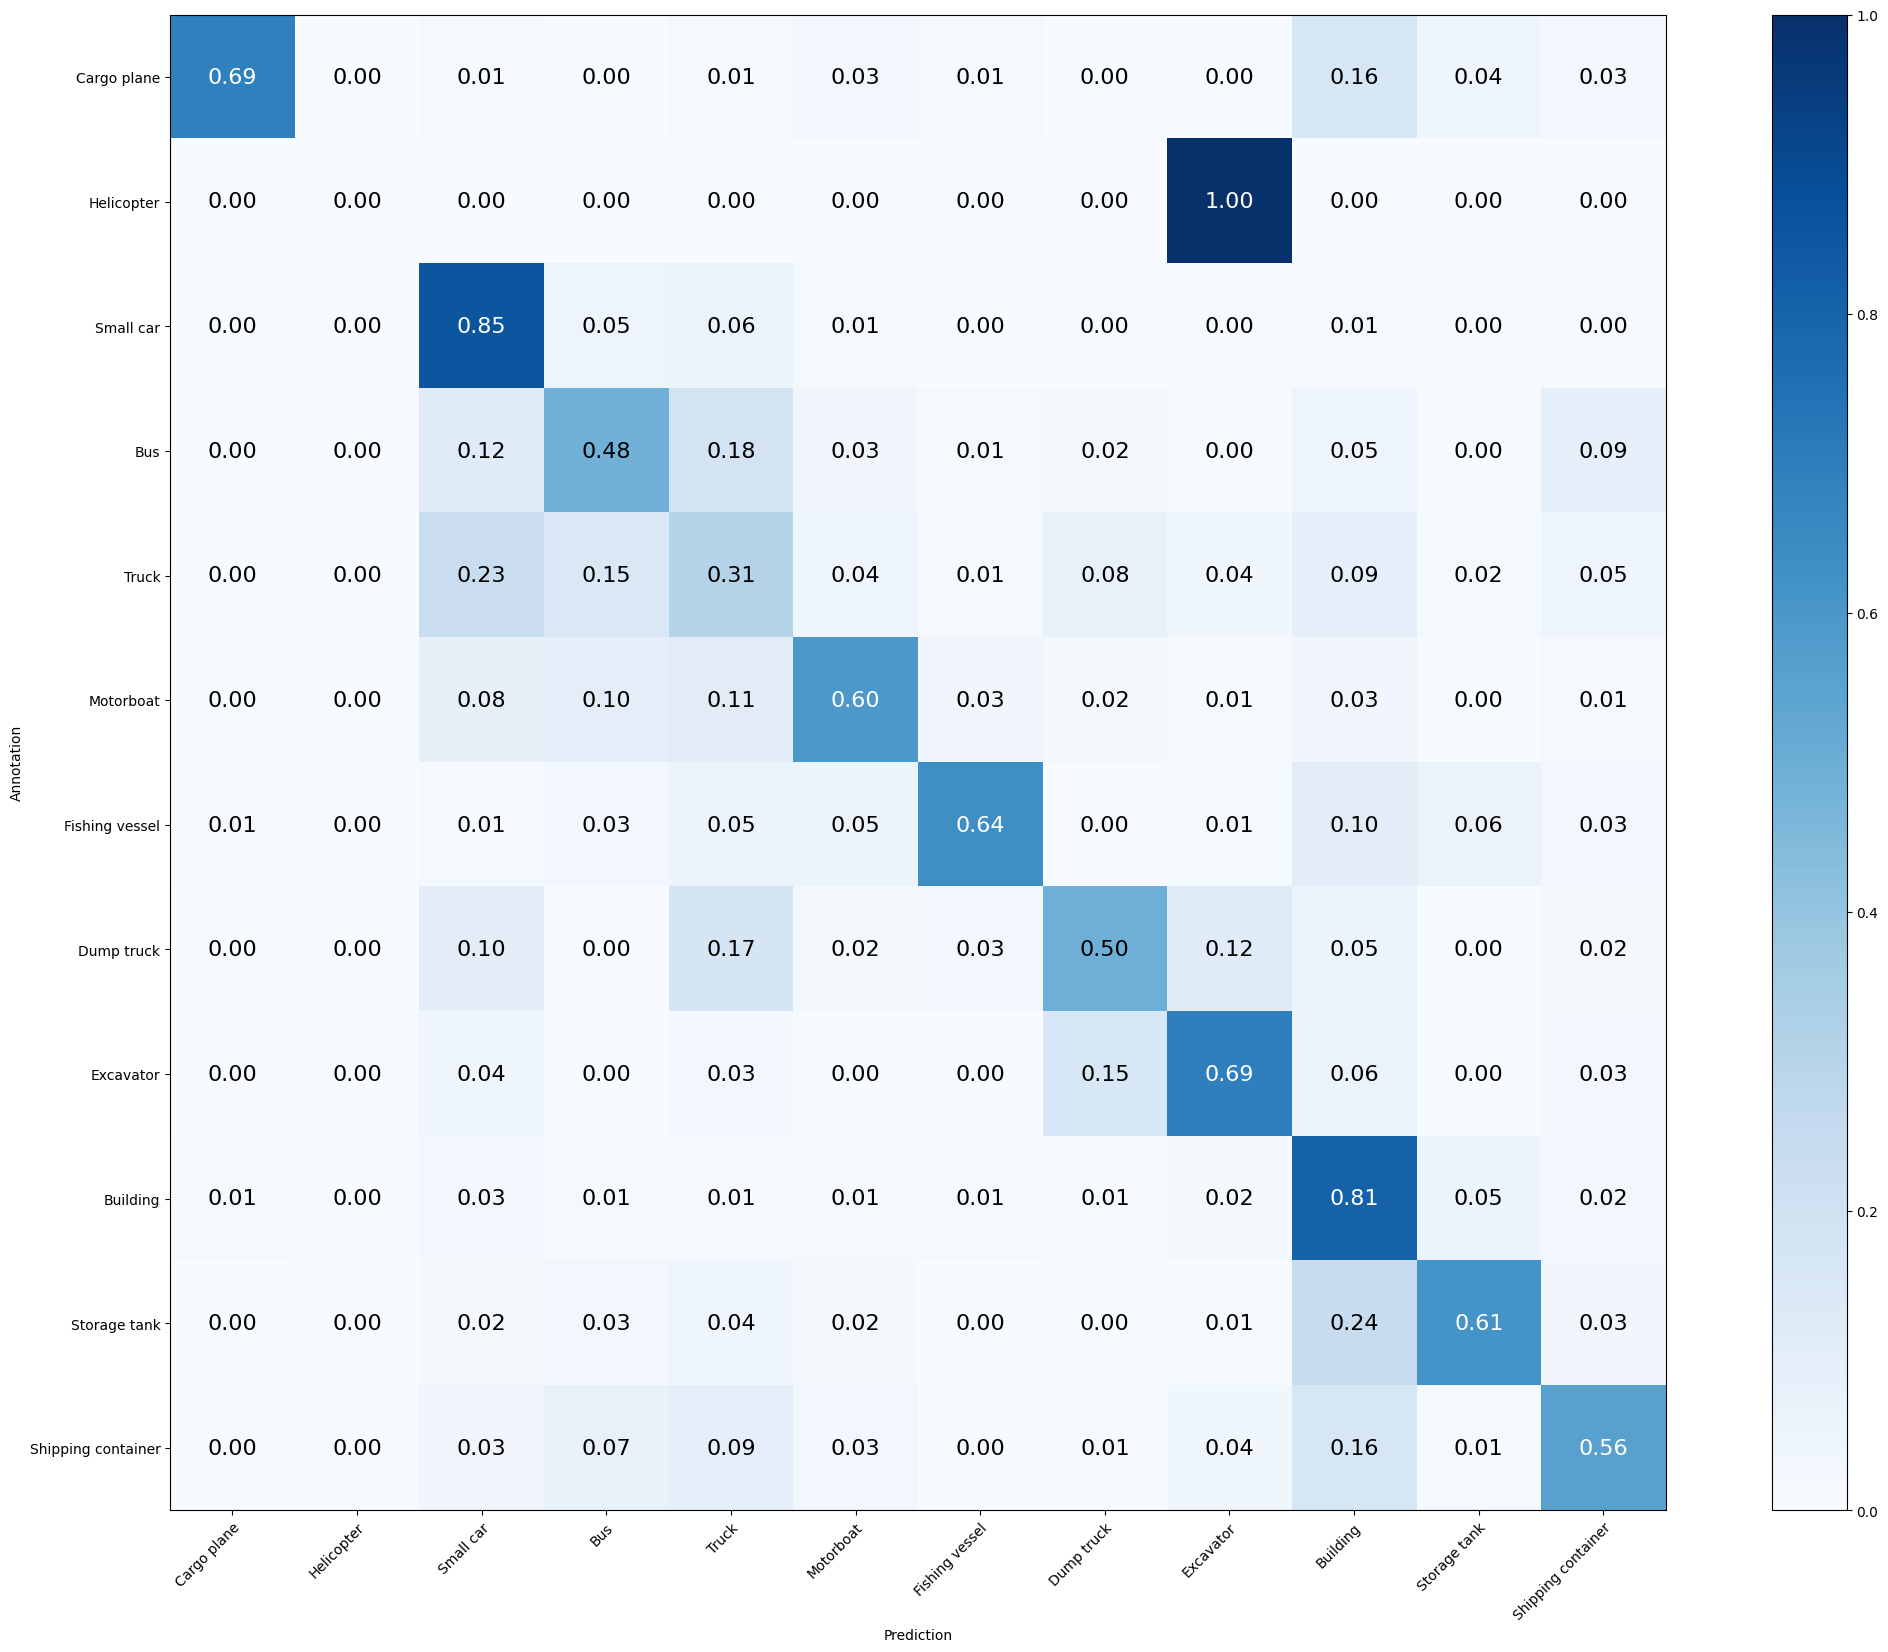 Cargo plane 0.69 0.00 0.01 0.00 0.01 0.03 0.01 0.00 0.00 0.16 0.04 0.03
Helicopter 0.00 0.00 0.00 0.00 0.00 0.00 0.00 0.00 1.00 0.00 0.00 0.00
Small car 0.00 0.00 0.85 0.05 0.06 0.01 0.00 0.00 0.00 0.01 0.00 0.00
Bus 0.00 0.00 0.12 0.48 0.18 0.03 0.01 0.02 0.00 0.05 0.00 0.09
Truck 0.00 0.00 0.23 0.15 0.31 0.04 0.01 0.08 0.04 0.09 0.02 0.05
Motorboat 0.00 0.00 0.08 0.10 0.11 0.60 0.03 0.02 0.01 0.03 0.00 0.01
Fishing vessel 0.01 0.00 0.01 0.03 0.05 0.05 0.64 0.00 0.01 0.10 0.06 0.03
Dump truck 0.00 0.00 0.10 0.00 0.17 0.02 0.03 0.50 0.12 0.05 0.00 0.02
Excavator 0.00 0.00 0.04 0.00 0.03 0.00 0.00 0.15 0.69 0.06 0.00 0.03
Building 0.01 0.00 0.03 0.01 0.01 0.01 0.01 0.01 0.02 0.81 0.05 0.02
Storage tank 0.00 0.00 0.02 0.03 0.04 0.02 0.00 0.00 0.01 0.24 0.61 0.03
Shipping container 0.00 0.00 0.03 0.07 0.09 0.03 0.00 0.01 0.04 0.16 0.01 0.56
Cargo plane Helicopter Small car Bus Truck Motorboat Fishing vessel Dump truck Excavator Building Storage tank Shipping container
Prediction
Annotation
1.0
0.8
0.6
0.4
0.2
0.0